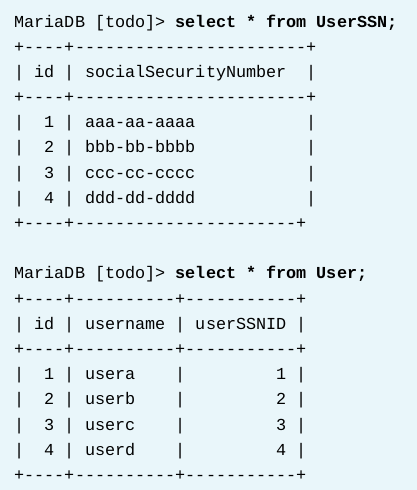 MariaDB [todo]> select * from UserSSN;
+----+-----------------------+
| id | socialSecurityNumber  |
+----+-----------------------+
|  1 | aaa-aa-aaaa           |
|  2 | bbb-bb-bbbb           |
|  3 | ccc-cc-cccc           |
|  4 | ddd-dd-dddd           |
+----+----------------------+
MariaDB [todo]> select * from User;
+----+----------+-----------+
| id | username | userSSNID |
+----+----------+-----------+
|  1 | usera    |         1 |
|  2 | userb    |         2 |
|  3 | userc    |         3 |
|  4 | userd    |         4 |
+----+----------+-----------+